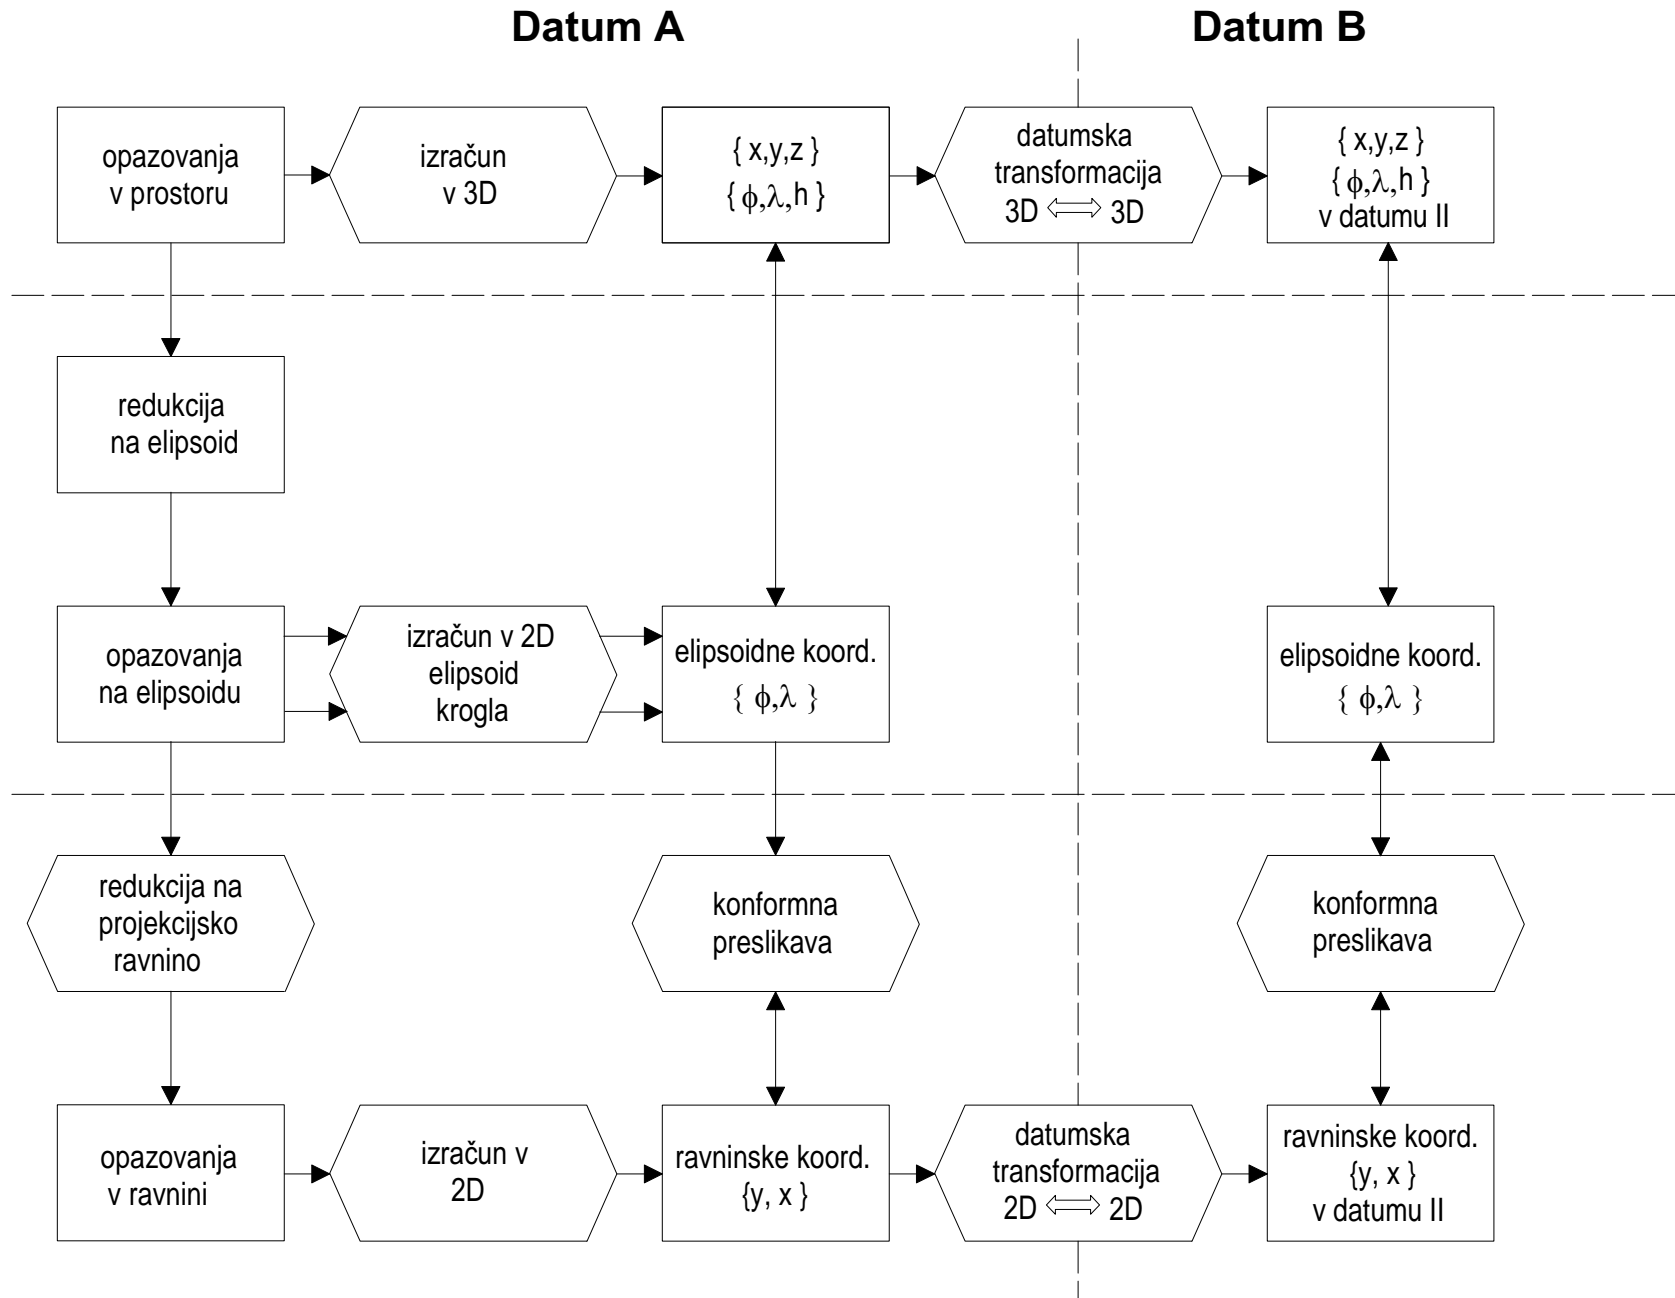 Datum A
Datum B
opazovanja
v prostoru
izračun
v 3D
{ x,y,z }
{ ϕ,λ,h }
datumska
transformacija
3D ⟺ 3D
{ x,y,z }
{ ϕ,λ,h }
v datumu II
redukcija
na elipsoid
opazovanja
na elipsoidu
izračun v 2D
elipsoid
krogla
elipsoidne koord.
{ ϕ,λ }
elipsoidne koord.
{ ϕ,λ }
redukcija na
projekcijsko
ravnino
konformna
preslikava
konformna
preslikava
opazovanja
v ravnini
izračun v
2D
ravninske koord.
{y, x }
datumska
transformacija
2D ⟺ 2D
ravninske koord.
{y, x }
v datumu II